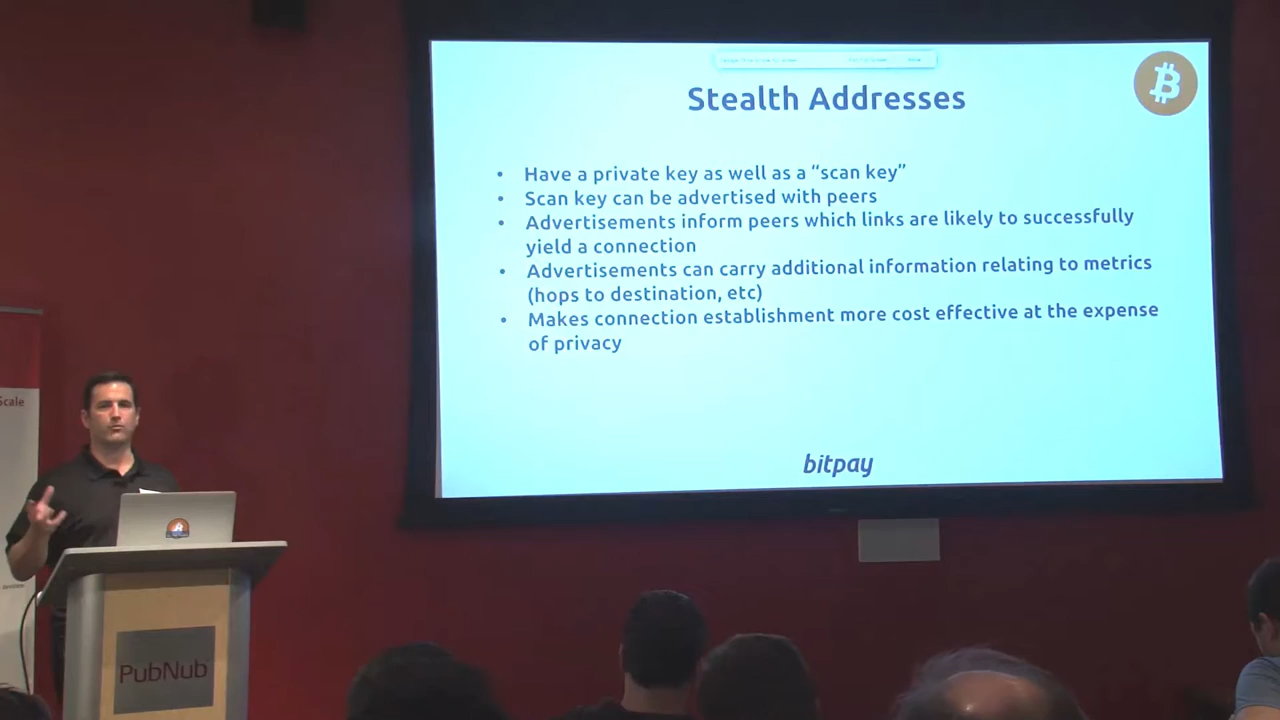 Stealth Addresses
• Have a private key as well as a “scan key”
• Scan key can be advertised with peers
• Advertisements inform peers which links are likely to successfully
yield a connection
• Advertisements can carry additional information relating to metrics
(hops to destination, etc)
• Makes connection establishment more cost effective at the expense
of privacy
bitpay
Scale
PubNub